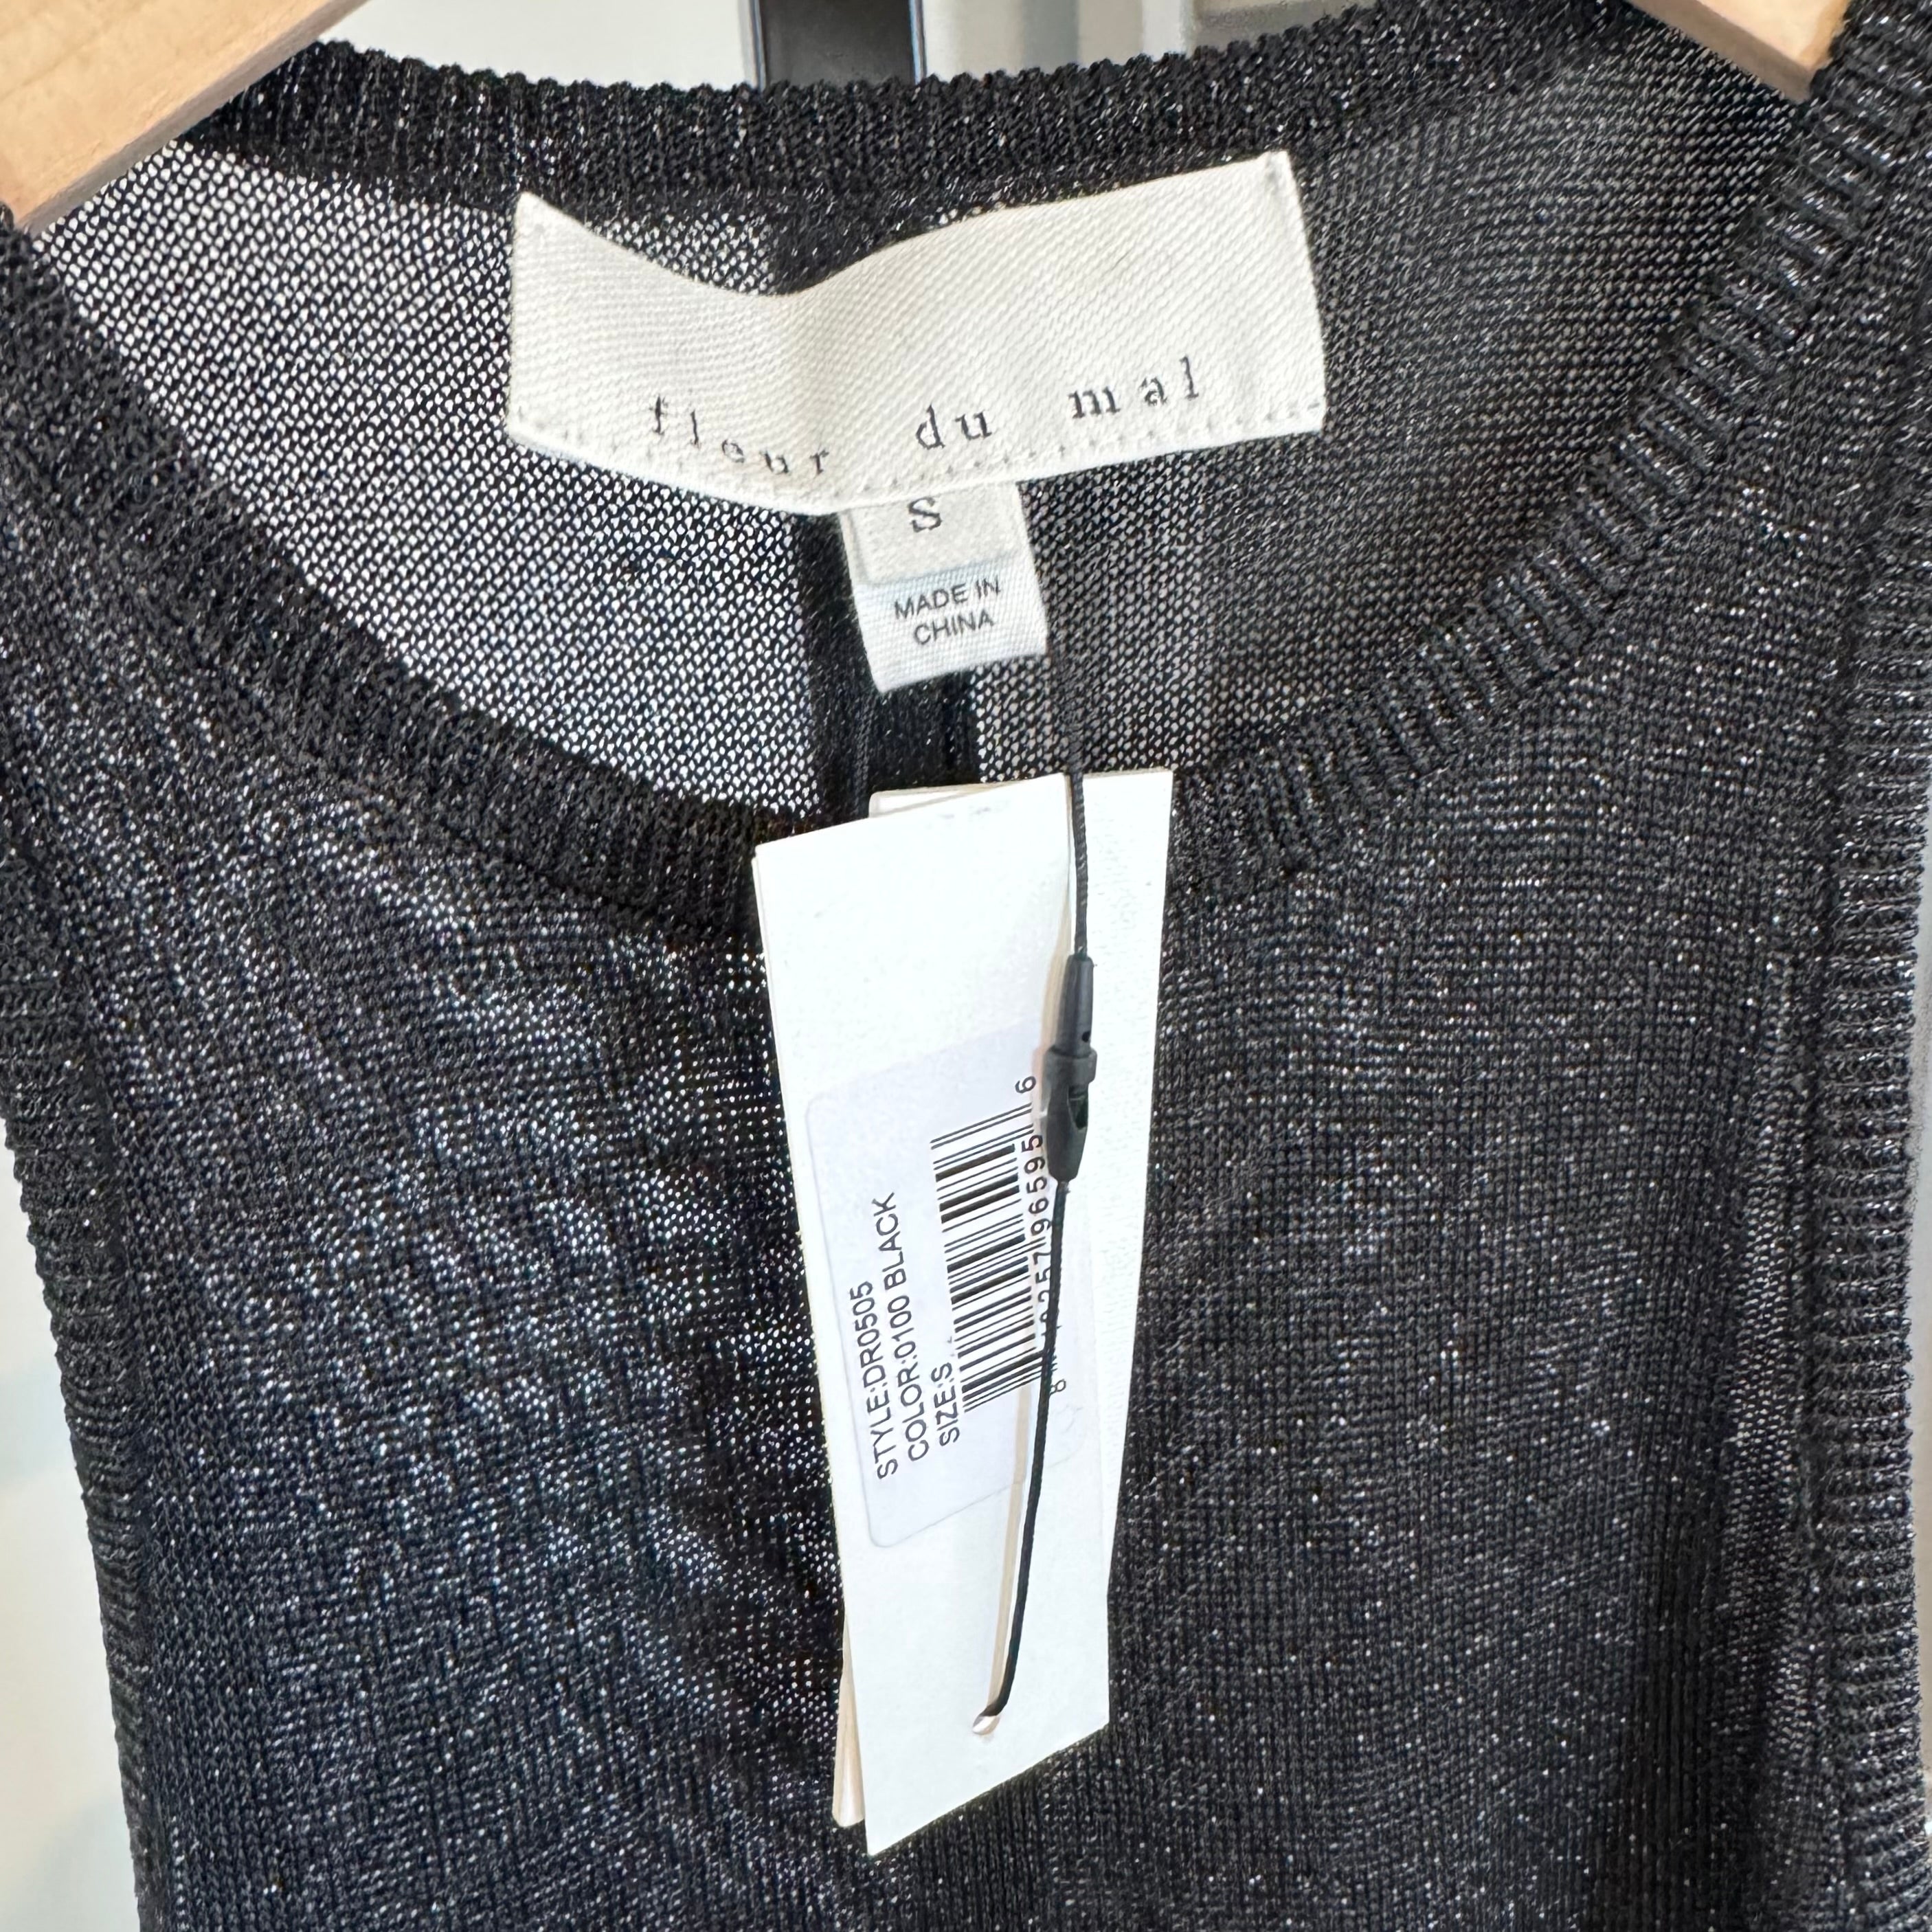 fleur du mal
S
MADE IN
CHINA
STYLE:DR0505
COLOR:0100 BLACK
SIZE:S